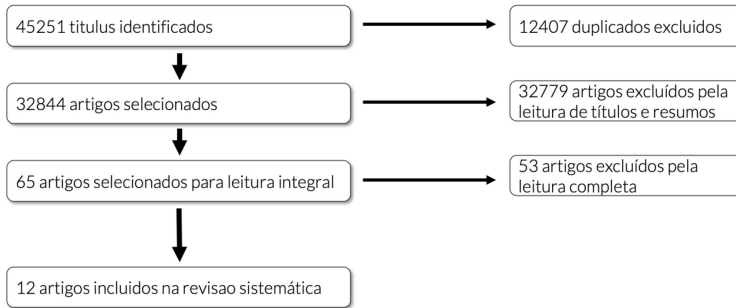 45251 titulus identificados
12407 duplicados excluidos
32844 artigos selecionados
32779 artigos excluídos pela
leitura de títulos e resumos
65 artigos selecionados para leitura integral
53 artigos excluídos pela
leitura completa
12 artigos incluidos na revisao sistemática